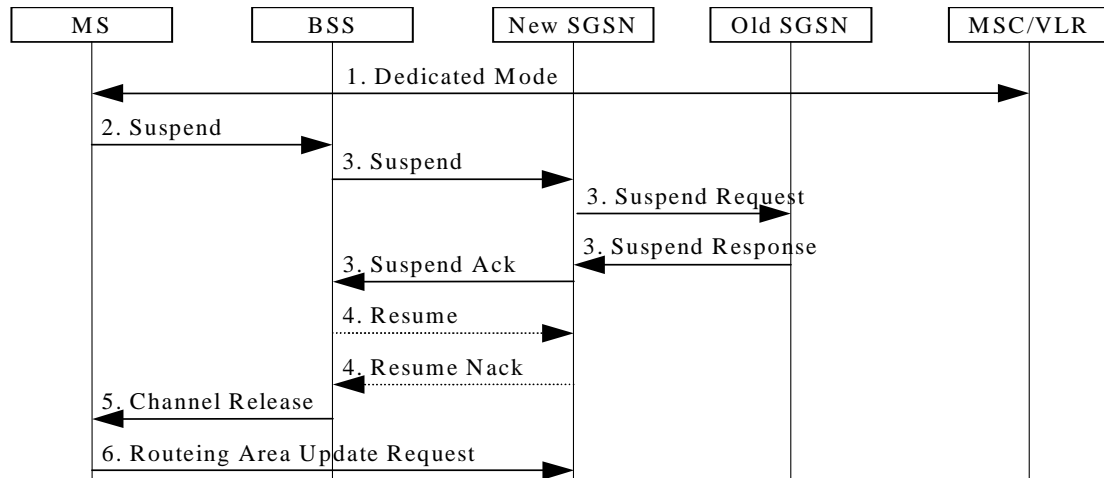 MS
BSS
New SGSN
Old SGSN
MSC/VLR
1. Dedicated Mode
2. Suspend
3. Suspend
3. Suspend Request
3. Suspend Response
3. Suspend Ack
4. Resume
4. Resume Nack
5. Channel Release
6. Routeing Area Update Request